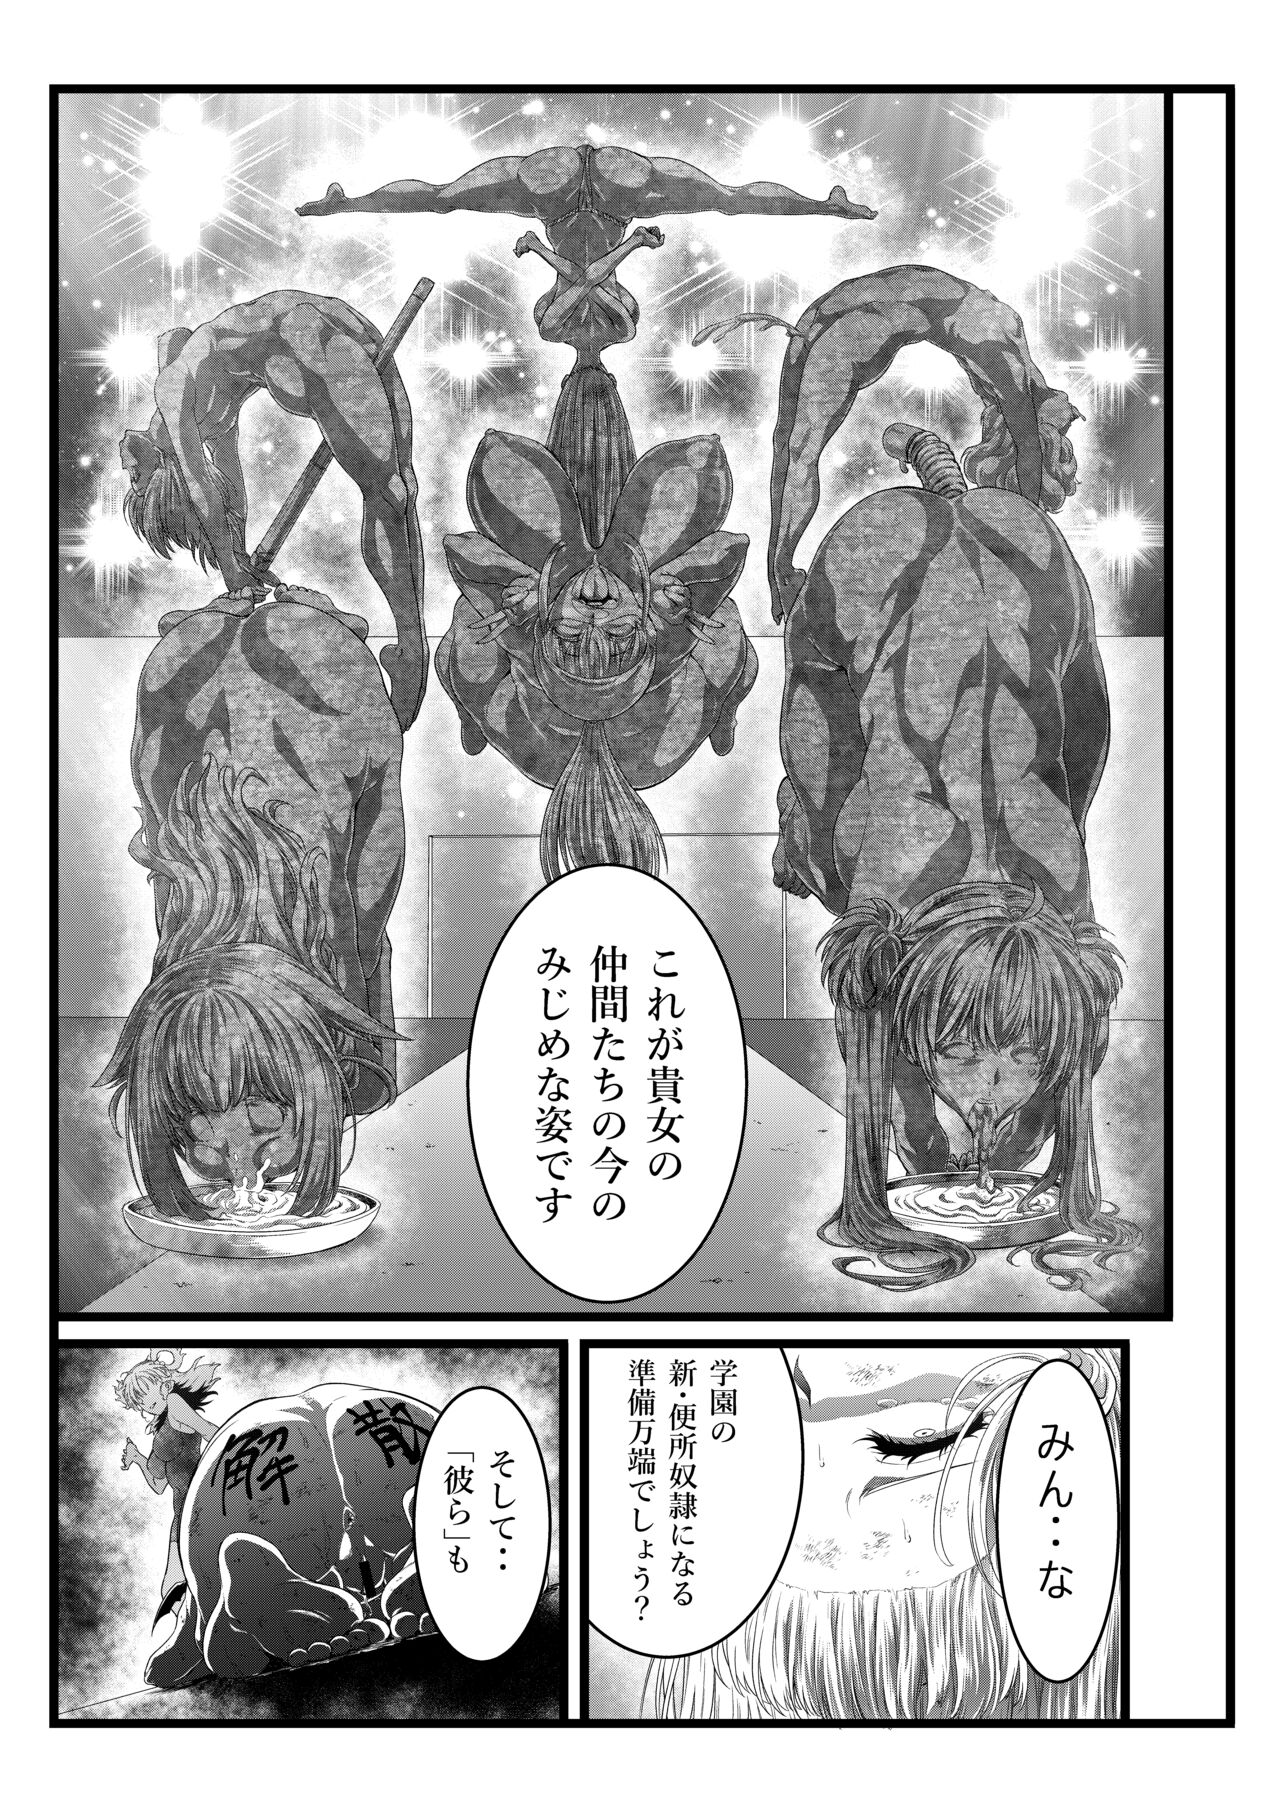 これが貴女の
仲間たちの今の
みじめな姿です
みん・・な
学園の
新・便所奴隷になる
準備万端でしょう？
そして・・
「彼ら」も
解散